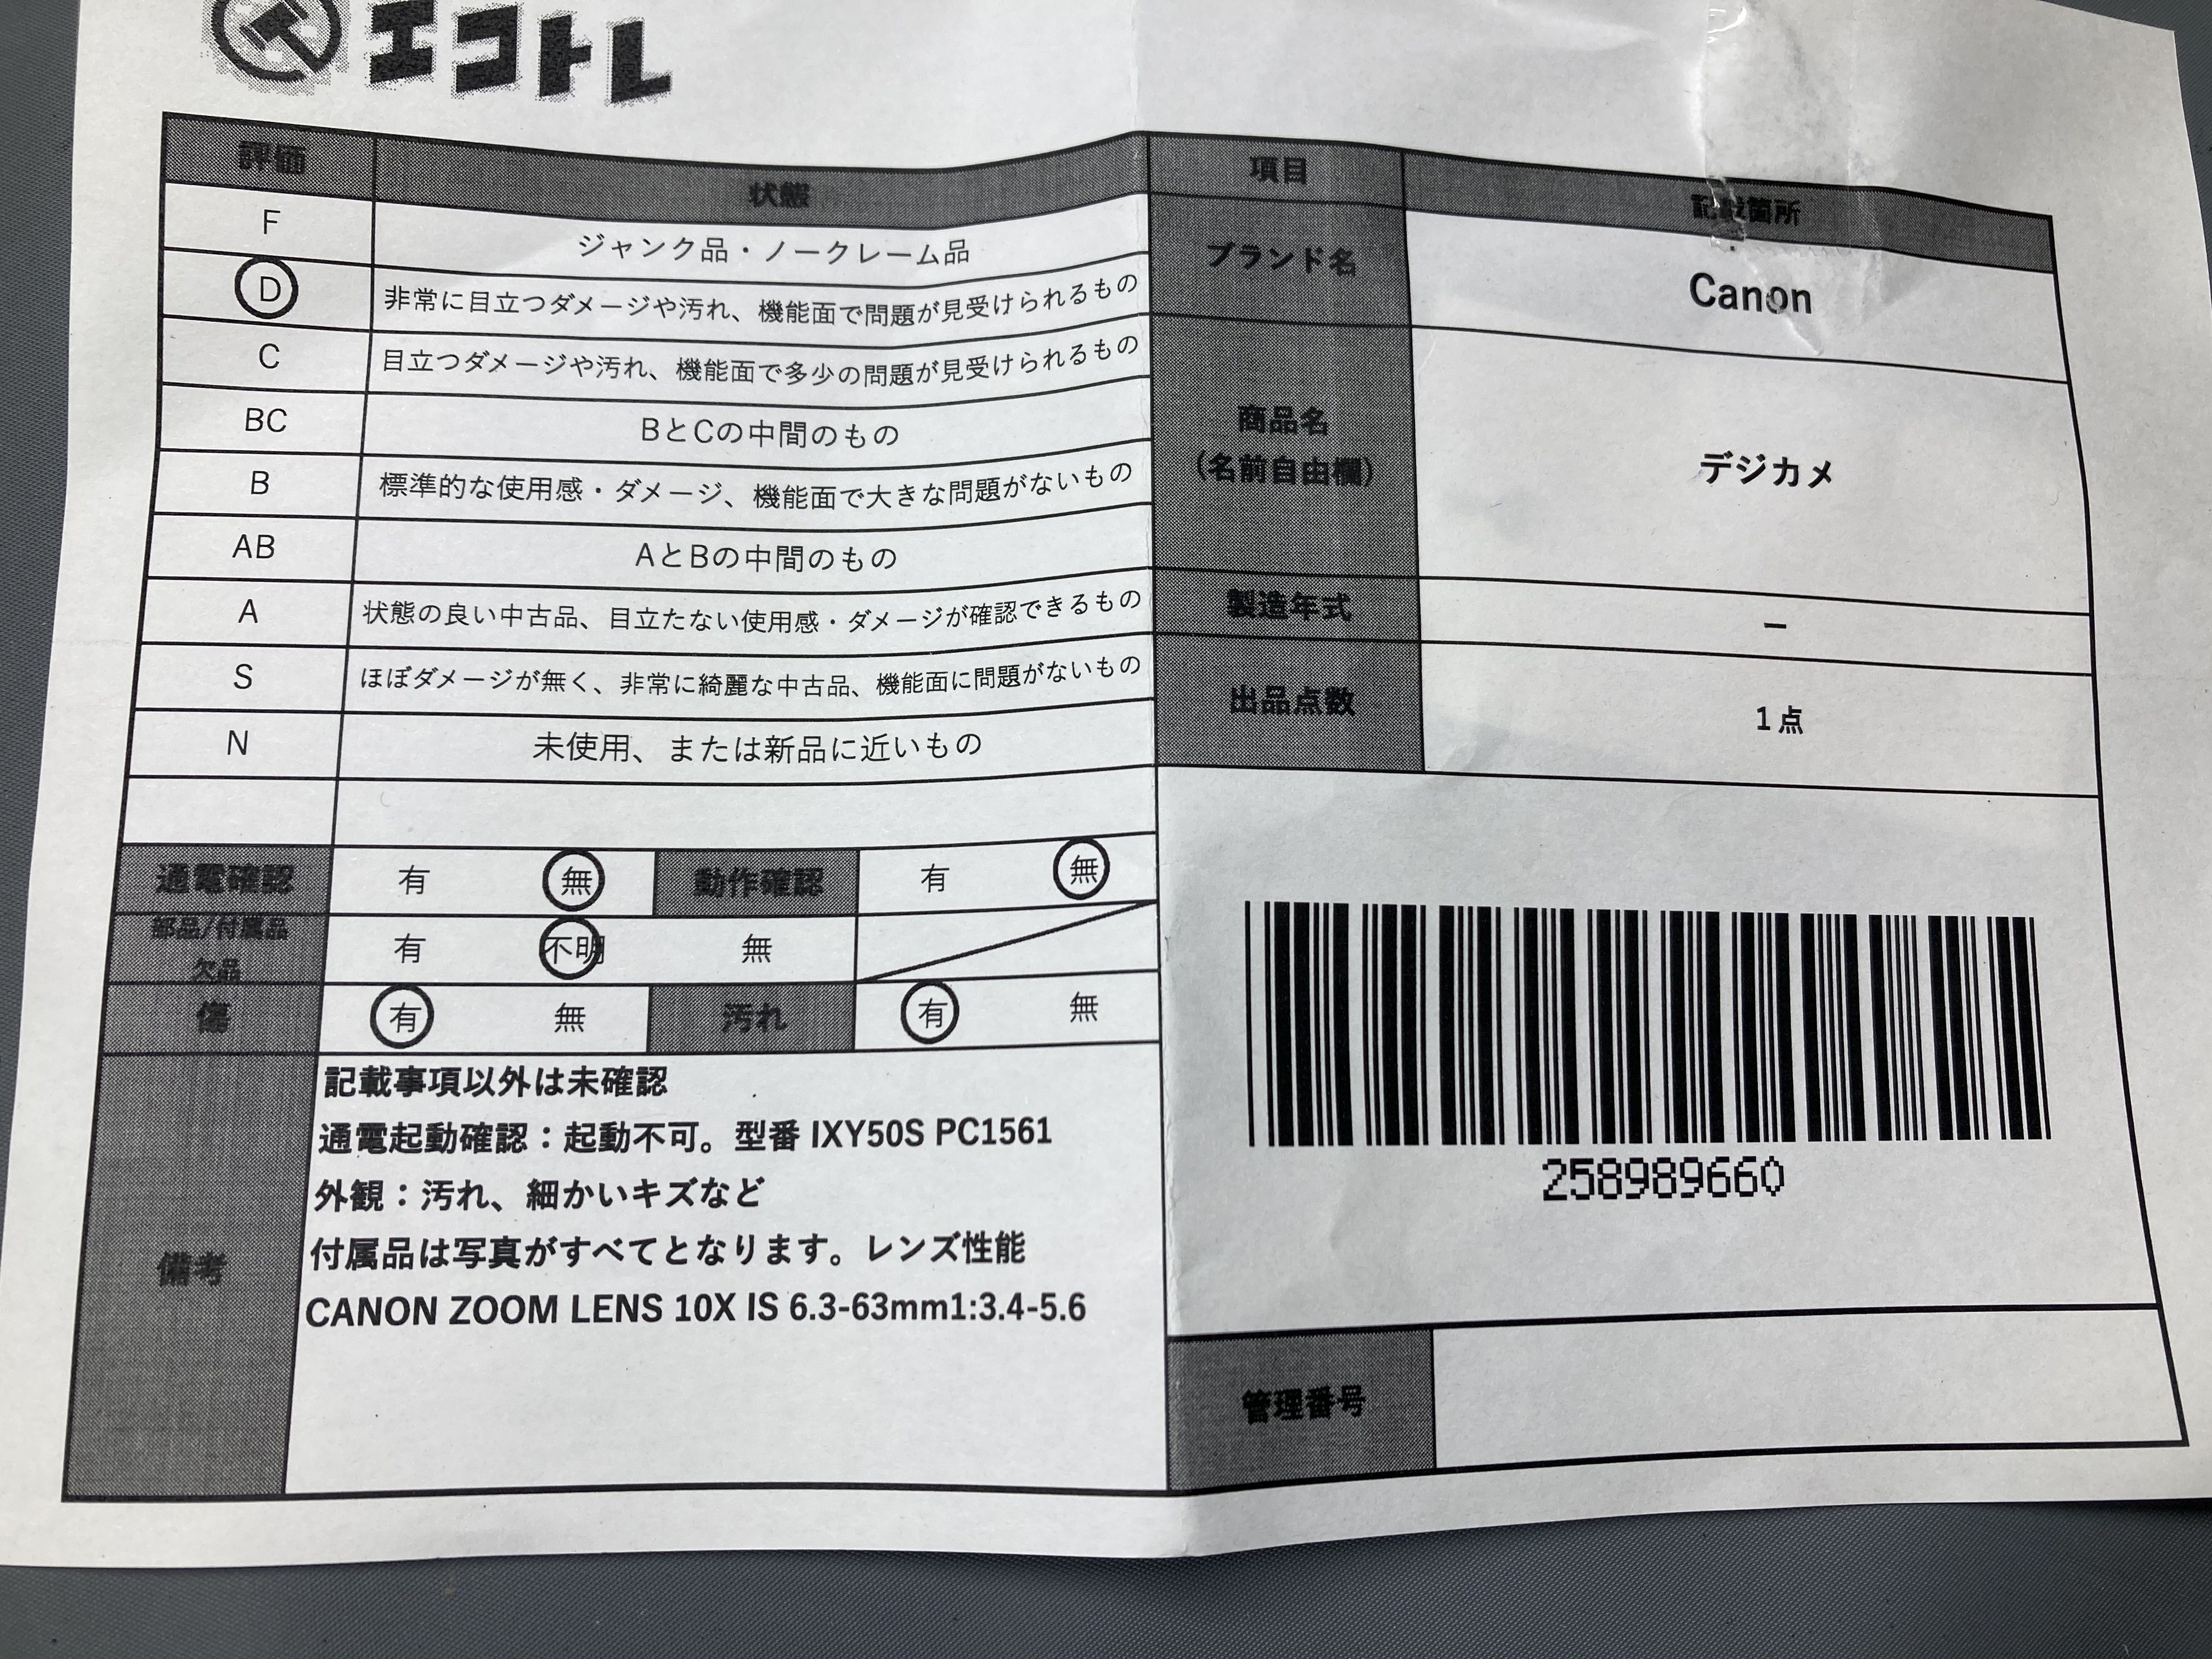 エコトレ
評価 状態
F ジャンク品・ノークレーム品
D 非常に目立つダメージや汚れ、機能面で問題が見受けられるもの
C 目立つダメージや汚れ、機能面で多少の問題が見受けられるもの
BC BとCの中間のもの
B 標準的な使用感・ダメージ、機能面で大きな問題がないもの
AB AとBの中間のもの
A 状態の良い中古品、目立たない使用感・ダメージが確認できるもの
S ほぼダメージが無く、非常に綺麗な中古品、機能面に問題がないもの
N 未使用、または新品に近いもの
通電確認 有 無 動作確認 有 無
部品/付属品
欠品 有 不明 無
傷 有 無 汚れ 有 無
備考
記載事項以外は未確認
通電起動確認：起動不可。型番 IXY50S PC1561
外観：汚れ、細かいキズなど
付属品は写真がすべてとなります。レンズ性能
CANON ZOOM LENS 10X IS 6.3-63mm1:3.4-5.6
項目 記載箇所
ブランド名 Canon
商品名
(名前自由欄) デジカメ
製造年式 ー
出品点数 1点
258989660
管理番号